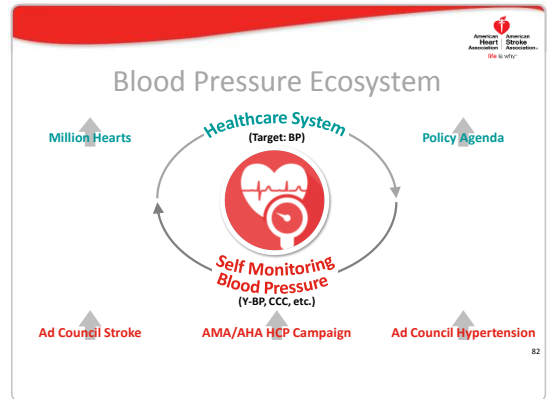 American | American
Heart | Stroke
Association | Association®
life is why™
Blood Pressure Ecosystem
Healthcare System
(Target: BP)
Million Hearts
Policy Agenda
Self Monitoring
Blood Pressure
(Y-BP, CCC, etc.)
Ad Council Stroke
AMA/AHA HCP Campaign
Ad Council Hypertension
82